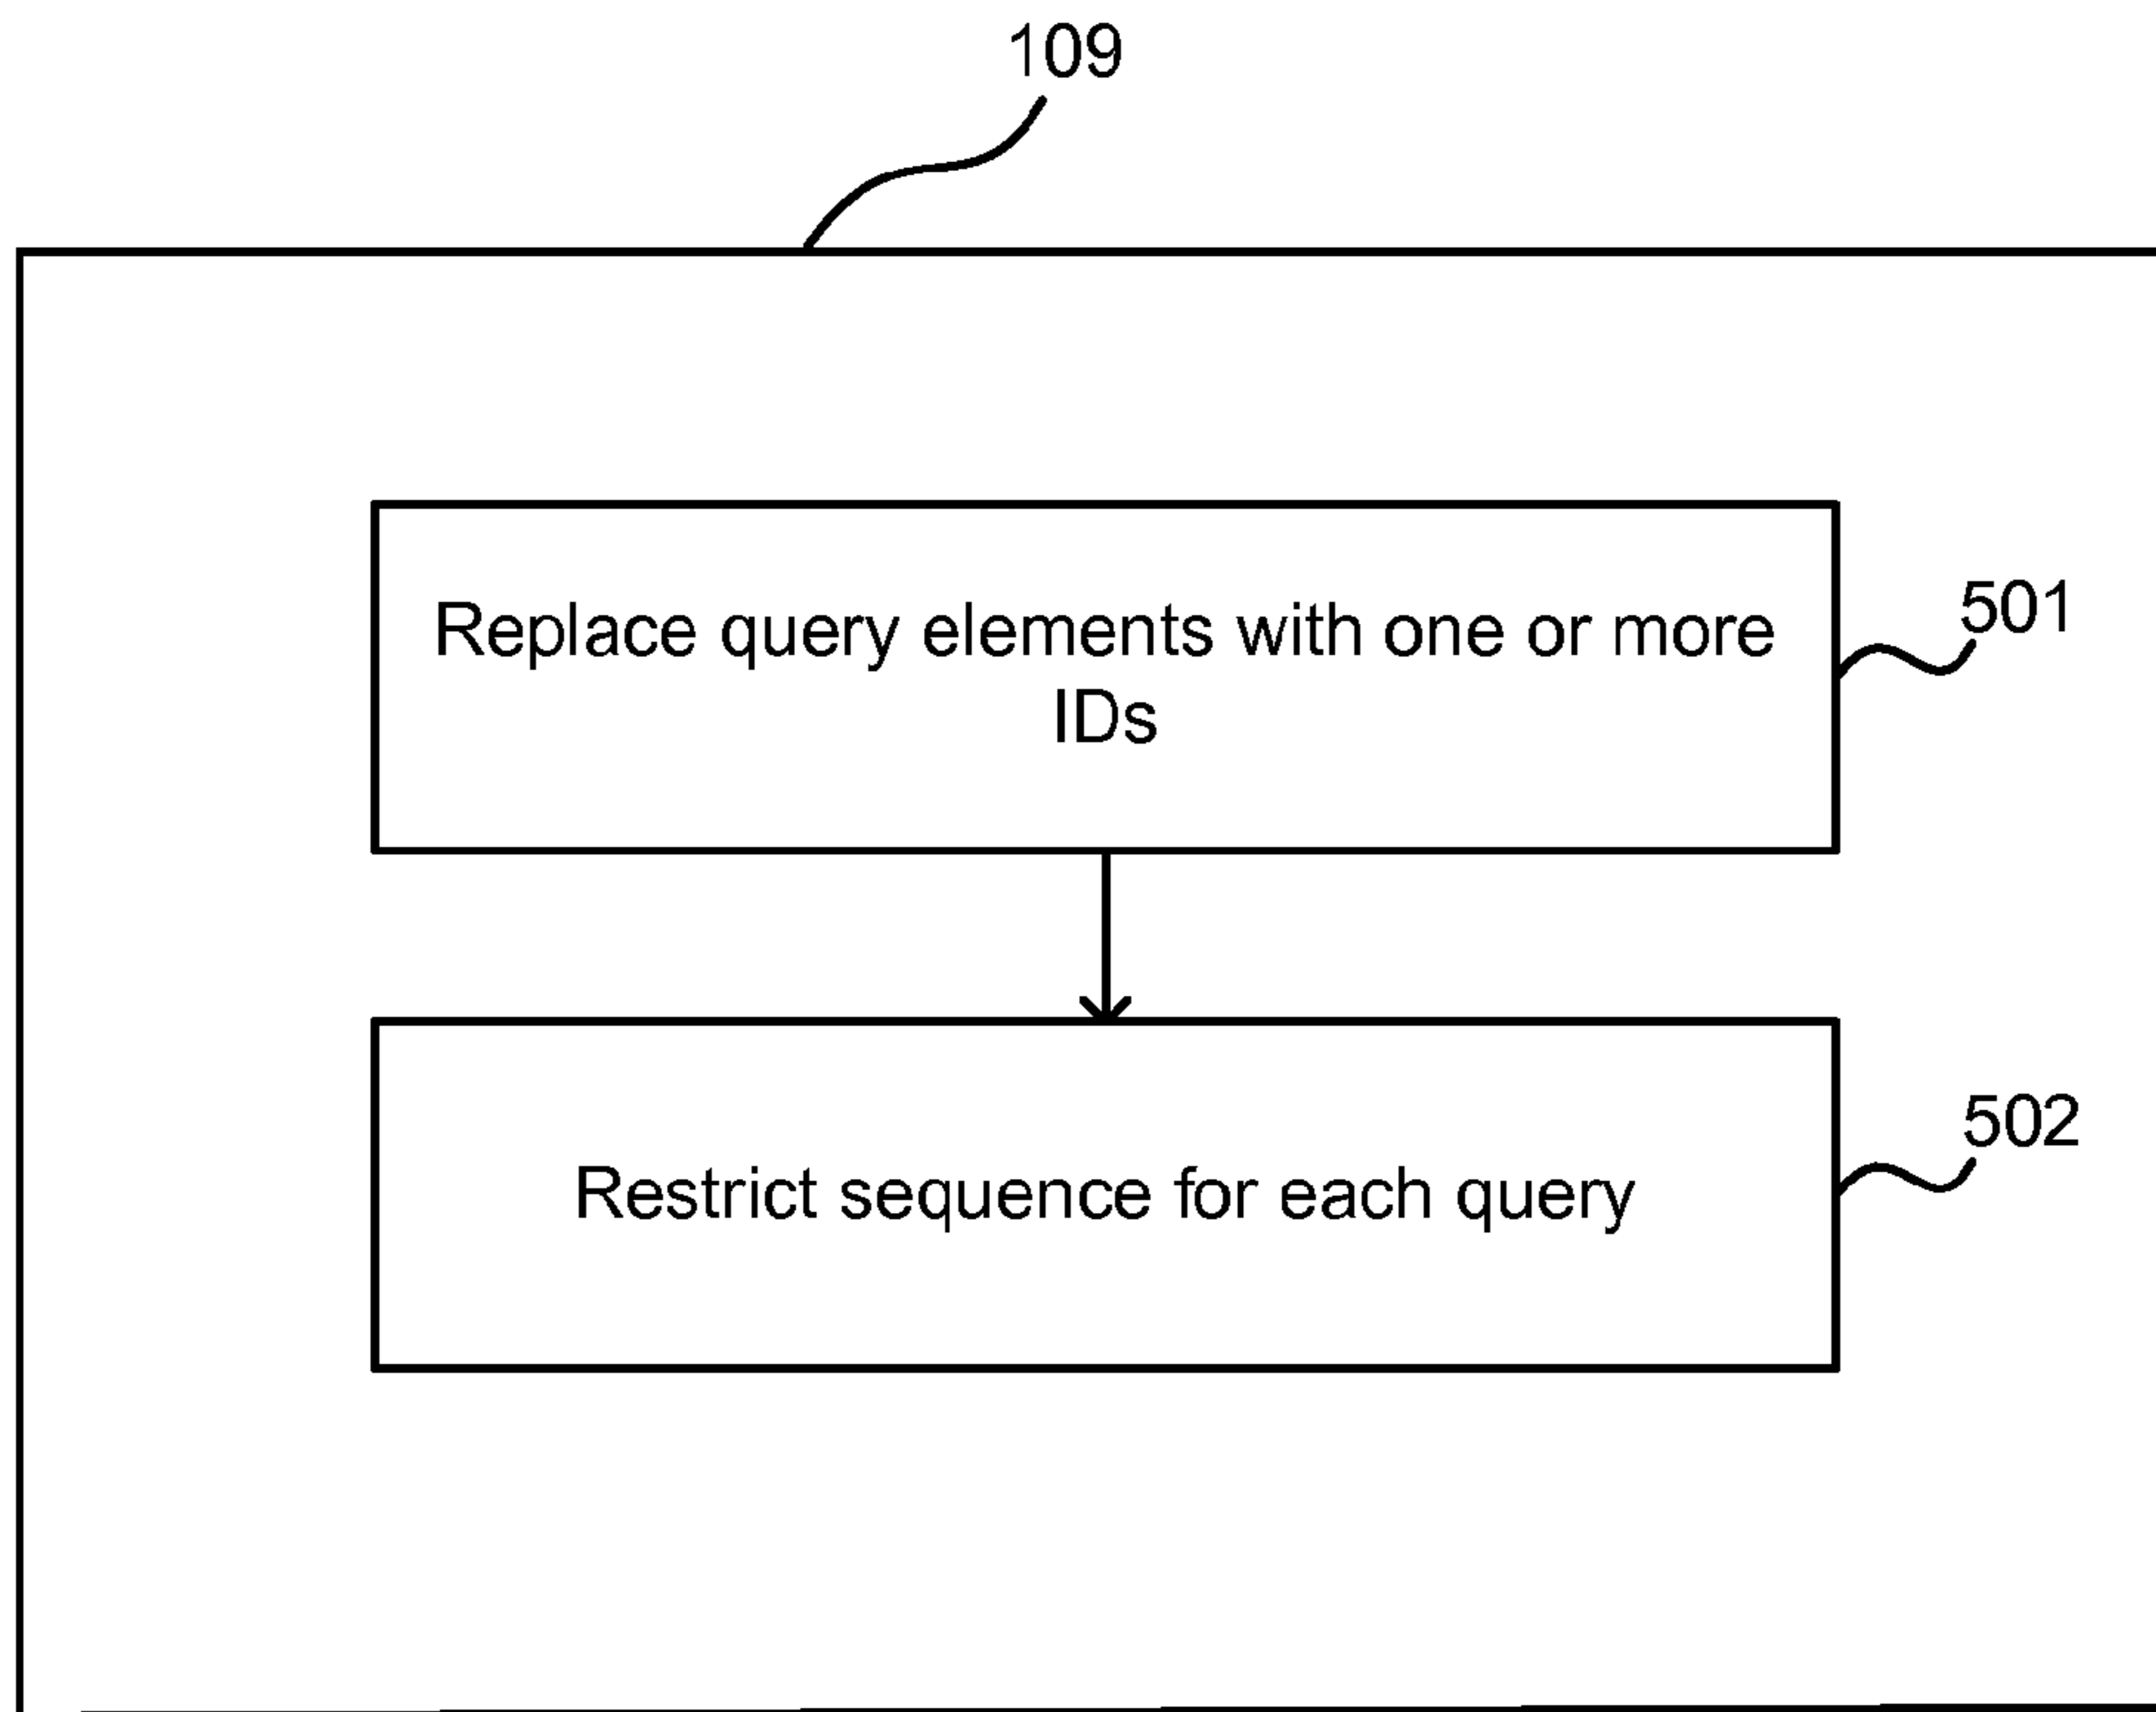 109
Replace query elements with one or more
IDs
501
Restrict sequence for each query
502